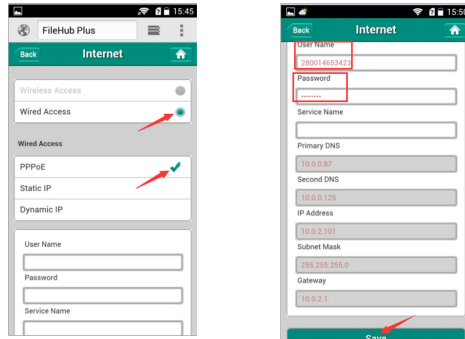 15:45
FileHub Plus
Back
Internet
Wireless Access
Wired Access
Wired Access
PPPoE
Static IP
Dynamic IP
User Name
Password
Service Name
15:50
Back
Internet
User Name
280014653423
Password
--------
Service Name
Primary DNS
10.0.0.87
Second DNS
10.0.0.125
IP Address
10.0.2.101
Subnet Mask
255.255.255.0
Gateway
10.0.2.1
Save